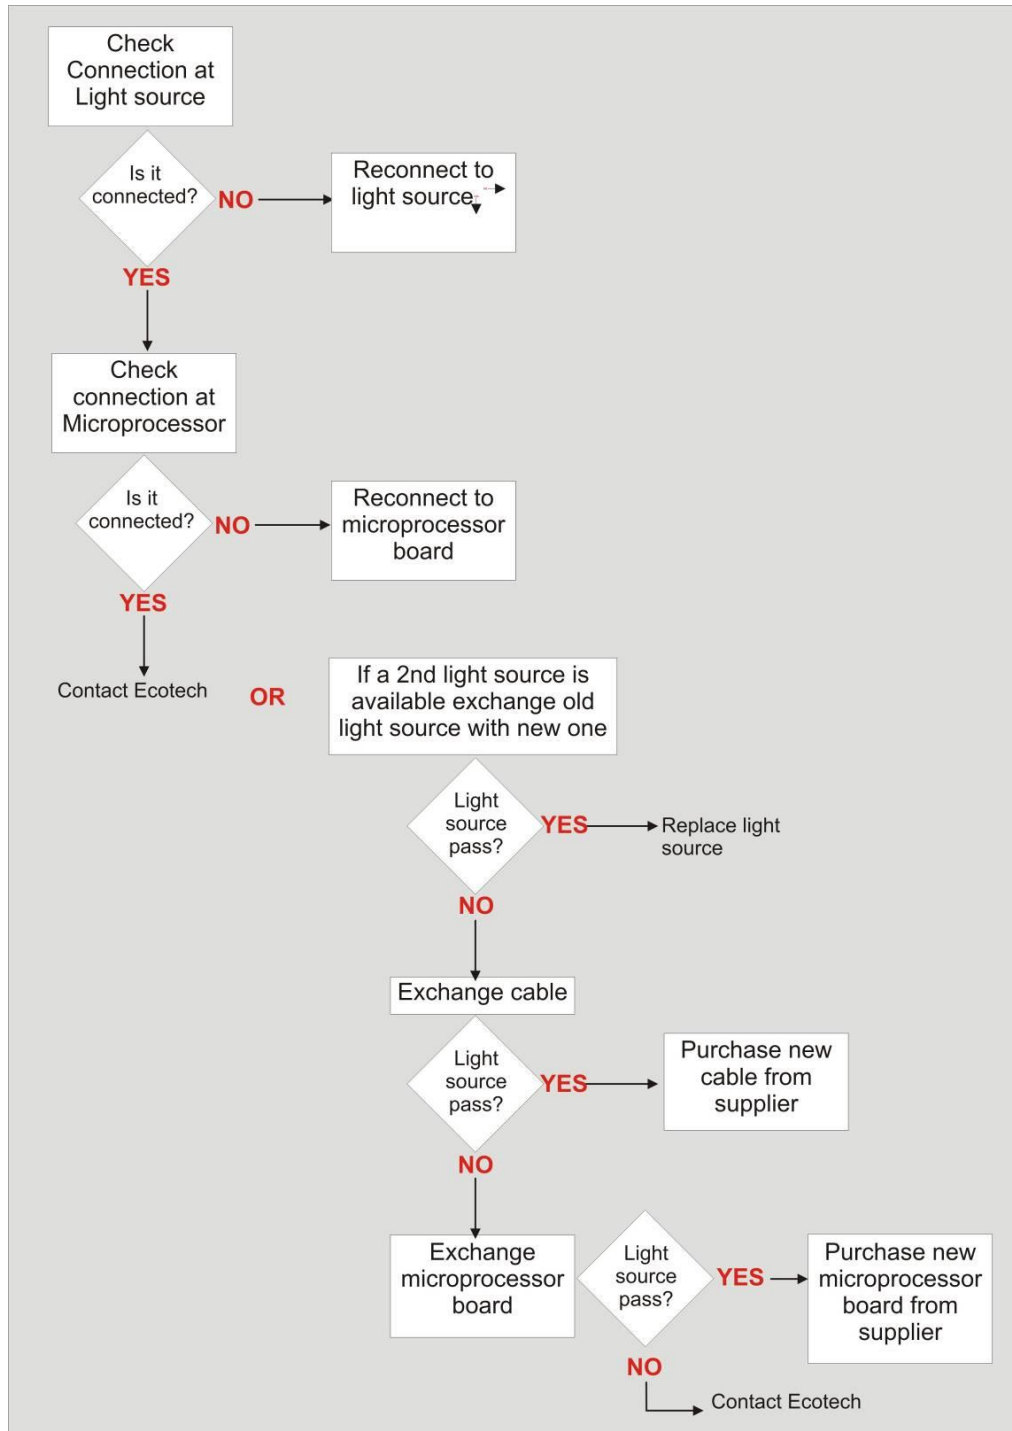 Check
Connection at
Light source
Is it
connected?
NO
Reconnect to
light source
YES
Check
connection at
Microprocessor
Is it
connected?
NO
Reconnect to
microprocessor
board
YES
Contact Ecotech
OR
If a 2nd light source is
available exchange old
light source with new one
Light
source
pass?
YES
Replace light
source
NO
Exchange cable
Light
source
pass?
YES
Purchase new
cable from
supplier
NO
Exchange
microprocessor
board
Light
source
pass?
YES
Purchase new
microprocessor
board from
supplier
NO
Contact Ecotech